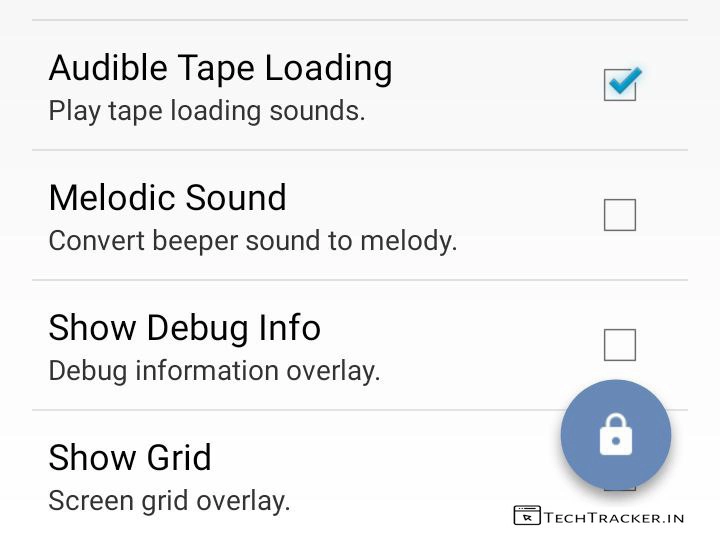 Audible Tape Loading
Play tape loading sounds.
Melodic Sound
Convert beeper sound to melody.
Show Debug Info
Debug information overlay.
Show Grid
Screen grid overlay.
TECHTRACKER.IN